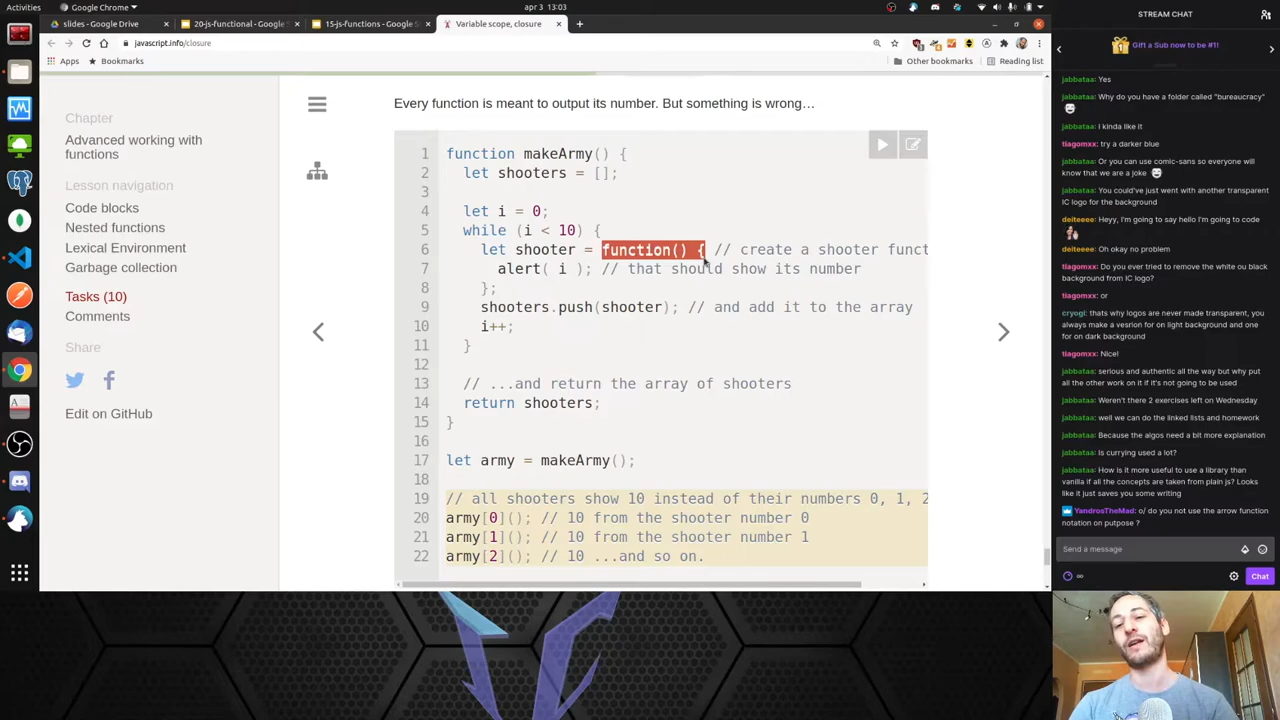 Activities
Google Chrome
apr 3 13:03
slides - Google Drive
20-js-functional - Google S
15-js-functions - Google S
Variable scope, closure
javascript.info/closure
Apps
Bookmarks
Other bookmarks
Reading list
Chapter
Advanced working with
functions
Lesson navigation
Code blocks
Nested functions
Lexical Environment
Garbage collection
Tasks (10)
Comments
Share
Edit on GitHub
Every function is meant to output its number. But something is wrong…
1 function makeArmy() {
2 let shooters = [];
3
4 let i = 0;
5 while (i < 10) {
6 let shooter = function() { // create a shooter funct
7 alert( i ); // that should show its number
8 };
9 shooters.push(shooter); // and add it to the array
10 i++;
11 }
12
13 // ...and return the array of shooters
14 return shooters;
15 }
16
17 let army = makeArmy();
18
19 // all shooters show 10 instead of their numbers 0, 1, 2
20 army[0](); // 10 from the shooter number 0
21 army[1](); // 10 from the shooter number 1
22 army[2](); // 10 ...and so on.
STREAM CHAT
Gift a Sub now to be #1!
jabbataa: Yes
jabbataa: Why do you have a folder called "bureaucracy"
jabbataa: I kinda like it
tiagomxx: try a darker blue
jabbataa: Or you can use comic-sans so everyone will
know that we are a joke
jabbataa: You could've just went with another transparent
IC logo for the background
deiteeee: Heyy, I'm going to say hello I'm going to code
deiteeee: Oh okay no problem
tiagomxx: Do you ever tried to remove the white ou black
background from IC logo?
tiagomxx: or
cryogi: thats why logos are never made transparent, you
always make a vesrion for on light background and one
for on dark background
tiagomxx: Nice!
jabbataa: serious and authentic all the way but why put
all the other work on it if it's not going to be used
jabbataa: Weren't there 2 exercises left on Wednesday
jabbataa: well we can do the linked lists and homework
jabbataa: Because the algos need a bit more explanation
jabbataa: Is currying used a lot?
jabbataa: How is it more useful to use a library than
vanilla if all the concepts are taken from plain js? Looks
like it just saves you some writing
YandrosTheMad: o/ do you not use the arrow function
notation on putpose ?
Send a message
∞
Chat